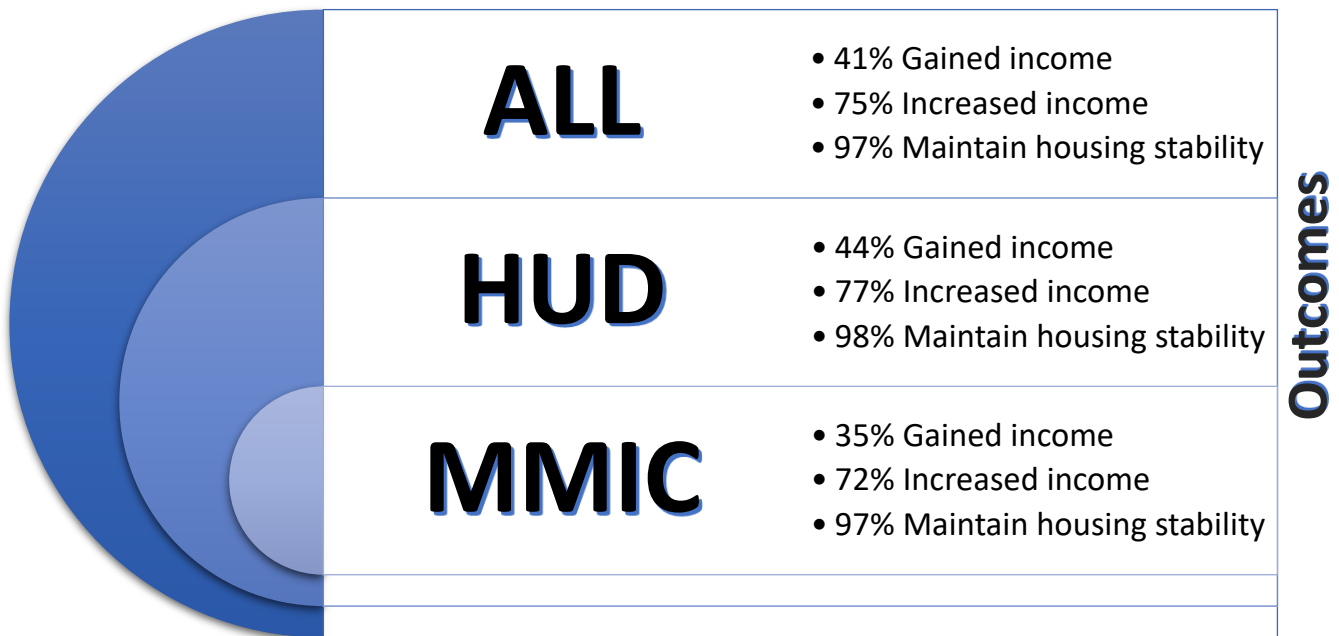 ALL
• 41% Gained income
• 75% Increased income
• 97% Maintain housing stability
HUD
• 44% Gained income
• 77% Increased income
• 98% Maintain housing stability
MMIC
• 35% Gained income
• 72% Increased income
• 97% Maintain housing stability
Outcomes